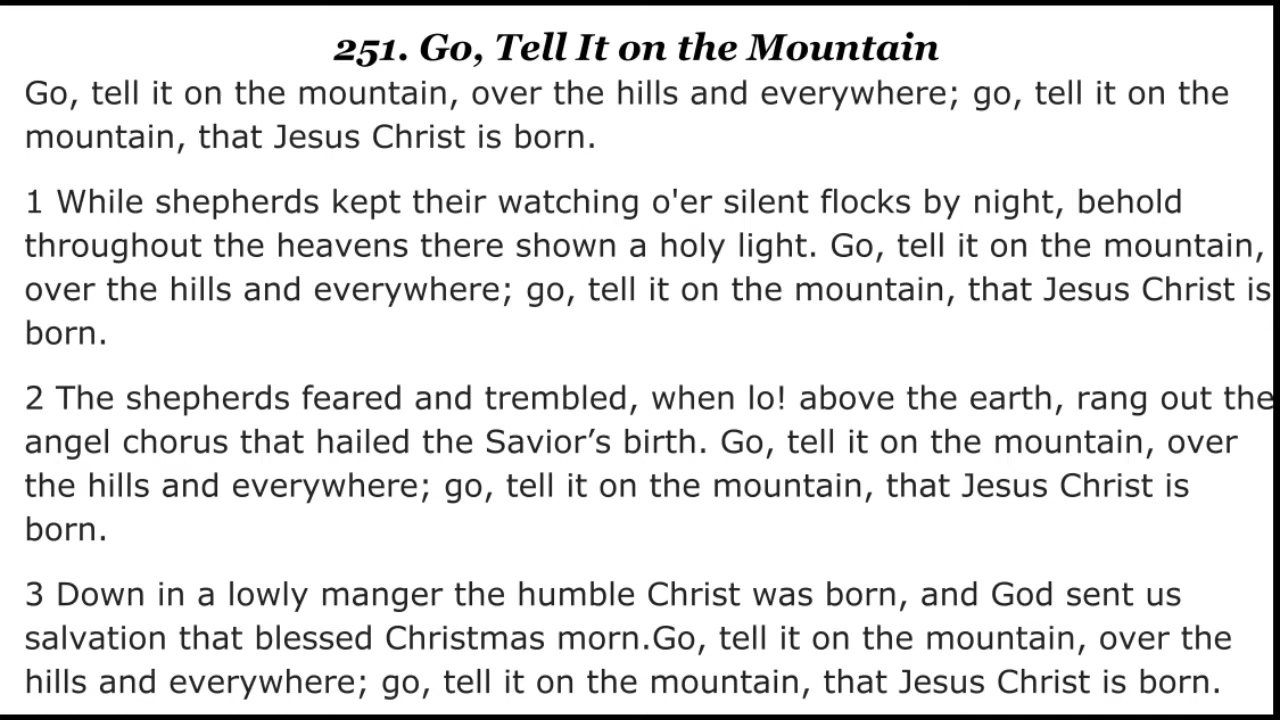 251. Go, Tell It on the Mountain
Go, tell it on the mountain, over the hills and everywhere; go, tell it on the
mountain, that Jesus Christ is born.
1 While shepherds kept their watching o'er silent flocks by night, behold
throughout the heavens there shown a holy light. Go, tell it on the mountain,
over the hills and everywhere; go, tell it on the mountain, that Jesus Christ is
born.
2 The shepherds feared and trembled, when lo! above the earth, rang out the
angel chorus that hailed the Savior’s birth. Go, tell it on the mountain, over
the hills and everywhere; go, tell it on the mountain, that Jesus Christ is
born.
3 Down in a lowly manger the humble Christ was born, and God sent us
salvation that blessed Christmas morn.Go, tell it on the mountain, over the
hills and everywhere; go, tell it on the mountain, that Jesus Christ is born.